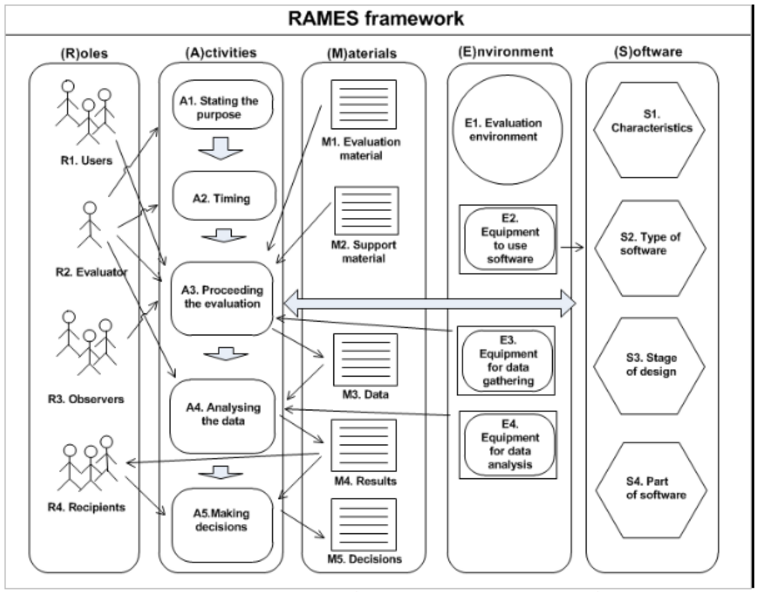 RAMES framework
(R)oles
(A)ctivities
(M)aterials
(E)nvironment
(S)oftware
R1. Users
R2. Evaluator
R3. Observers
R4. Recipients
A1. Stating the
purpose
A2. Timing
A3. Proceeding
the evaluation
A4. Analysing
the data
A5.Making
decisions
M1. Evaluation
material
M2. Support
material
M3. Data
M4. Results
M5. Decisions
E1. Evaluation
environment
E2.
Equipment
to use
software
E3.
Equipment
for data
gathering
E4.
Equipment
for data
analysis
S1.
Characteristics
S2. Type of
software
S3. Stage
of design
S4. Part
of software